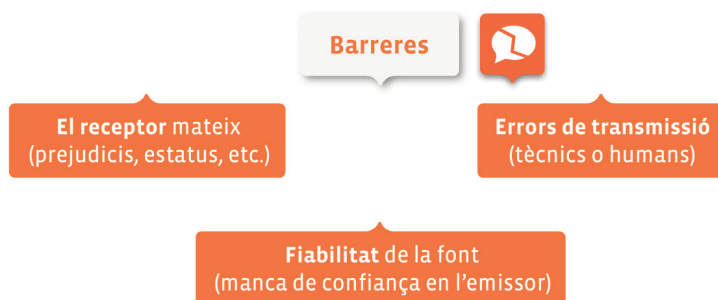 Barreres
El receptor mateix
(prejudicis, estatus, etc.)
Errors de transmissió
(tècnics o humans)
Fiabilitat de la font
(manca de confiança en l’emissor)